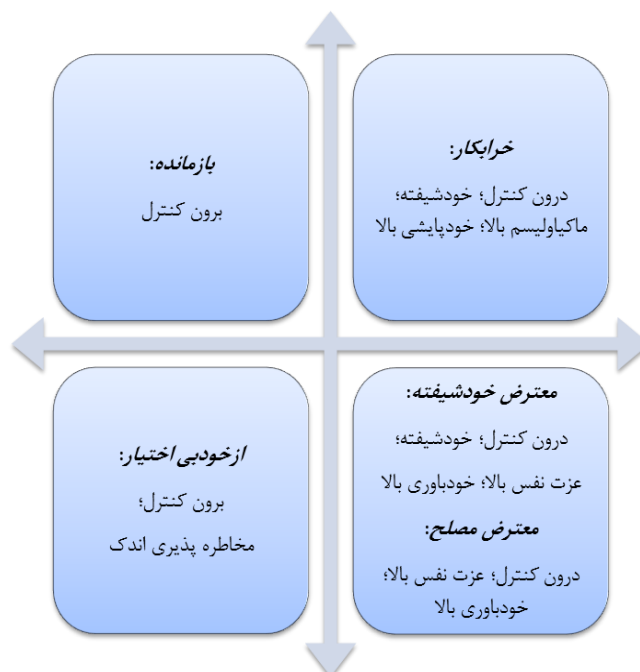 خرابکار:
درون کنترل؛ خودشیفته؛
ماکیاولیسم بالا؛ خودپایشی بالا
بازمانده:
برون کنترل
معترض خودشیفته:
درون کنترل؛ خودشیفته؛
عزت نفس بالا؛ خودباوری بالا
معترض مصلح:
درون کنترل؛ عزت نفس بالا؛
خودباوری بالا
ازخودبی اختیار:
برون کنترل؛
مخاطره پذیری اندک